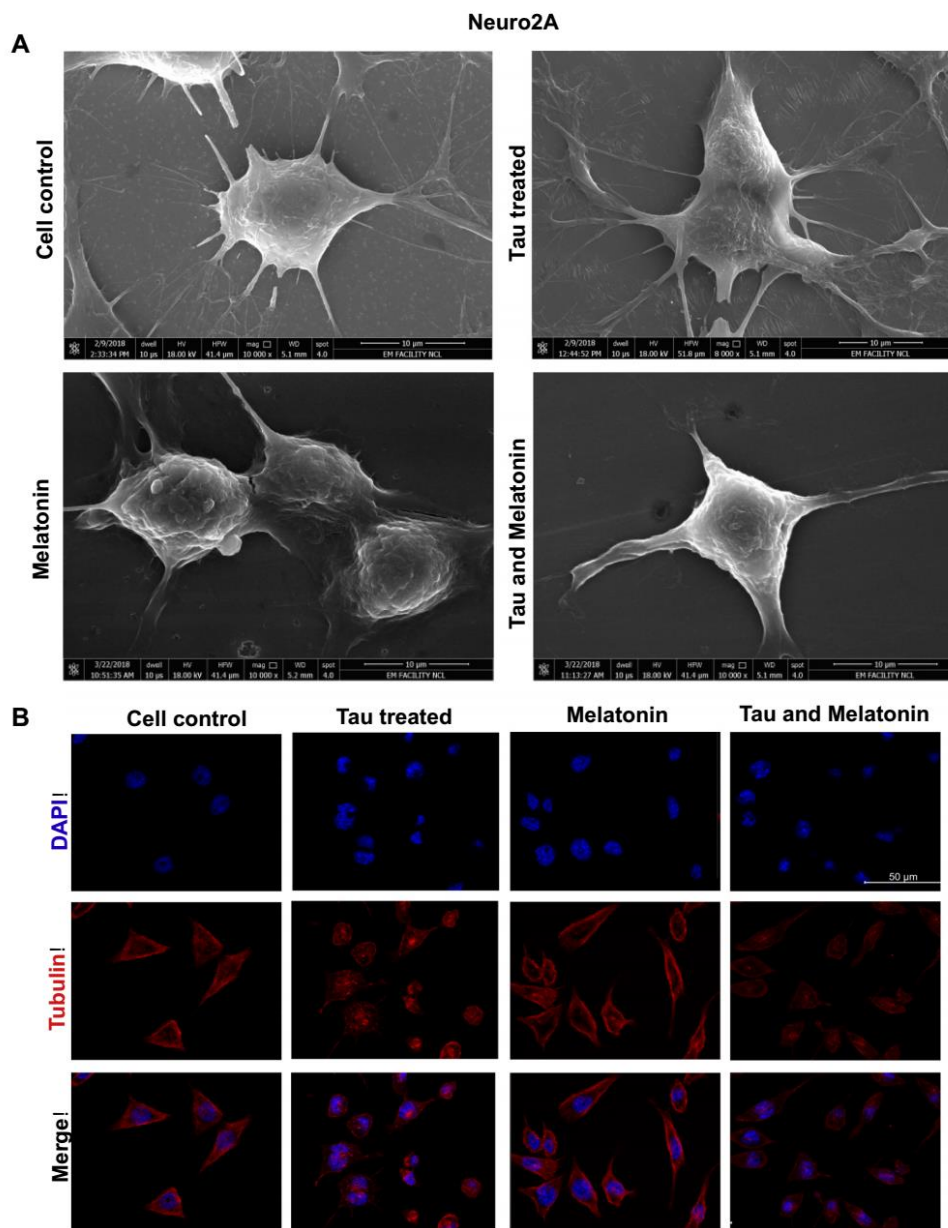 Neuro2A
A
Cell control
2/9/2018 dwell HV HFW mag WD spot
2:33:34 PM 10 µs 18.00 kV 41.4 µm 10 000 x 5.1 mm 4.0 10 µm EM FACILITY NCL
Tau treated
2/9/2018 dwell HV HFW mag WD spot
12:44:52 PM 10 µs 18.00 kV 51.8 µm 8 000 x 5.1 mm 4.0 10 µm EM FACILITY NCL
Melatonin
3/22/2018 dwell HV HFW mag WD spot
10:51:35 AM 10 µs 18.00 kV 41.4 µm 10 000 x 5.2 mm 4.0 10 µm EM FACILITY NCL
Tau and Melatonin
3/22/2018 dwell HV HFW mag WD spot
11:13:27 AM 10 µs 18.00 kV 41.4 µm 10 000 x 5.1 mm 4.0 10 µm EM FACILITY NCL
B
Cell control Tau treated Melatonin Tau and Melatonin
DAPI!
50 µm
Tubulin!
Merge!